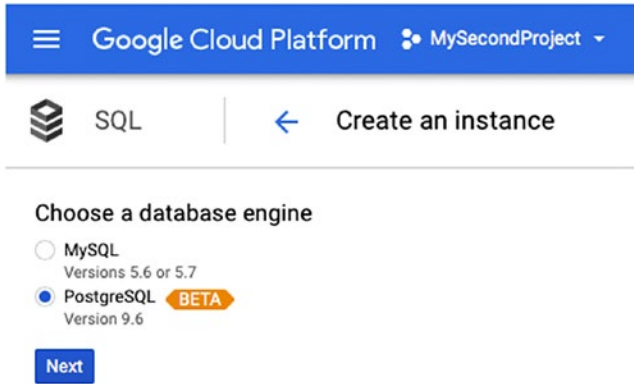 Google Cloud Platform MySecondProject
SQL Create an instance
Choose a database engine
MySQL
Versions 5.6 or 5.7
PostgreSQL BETA
Version 9.6
Next